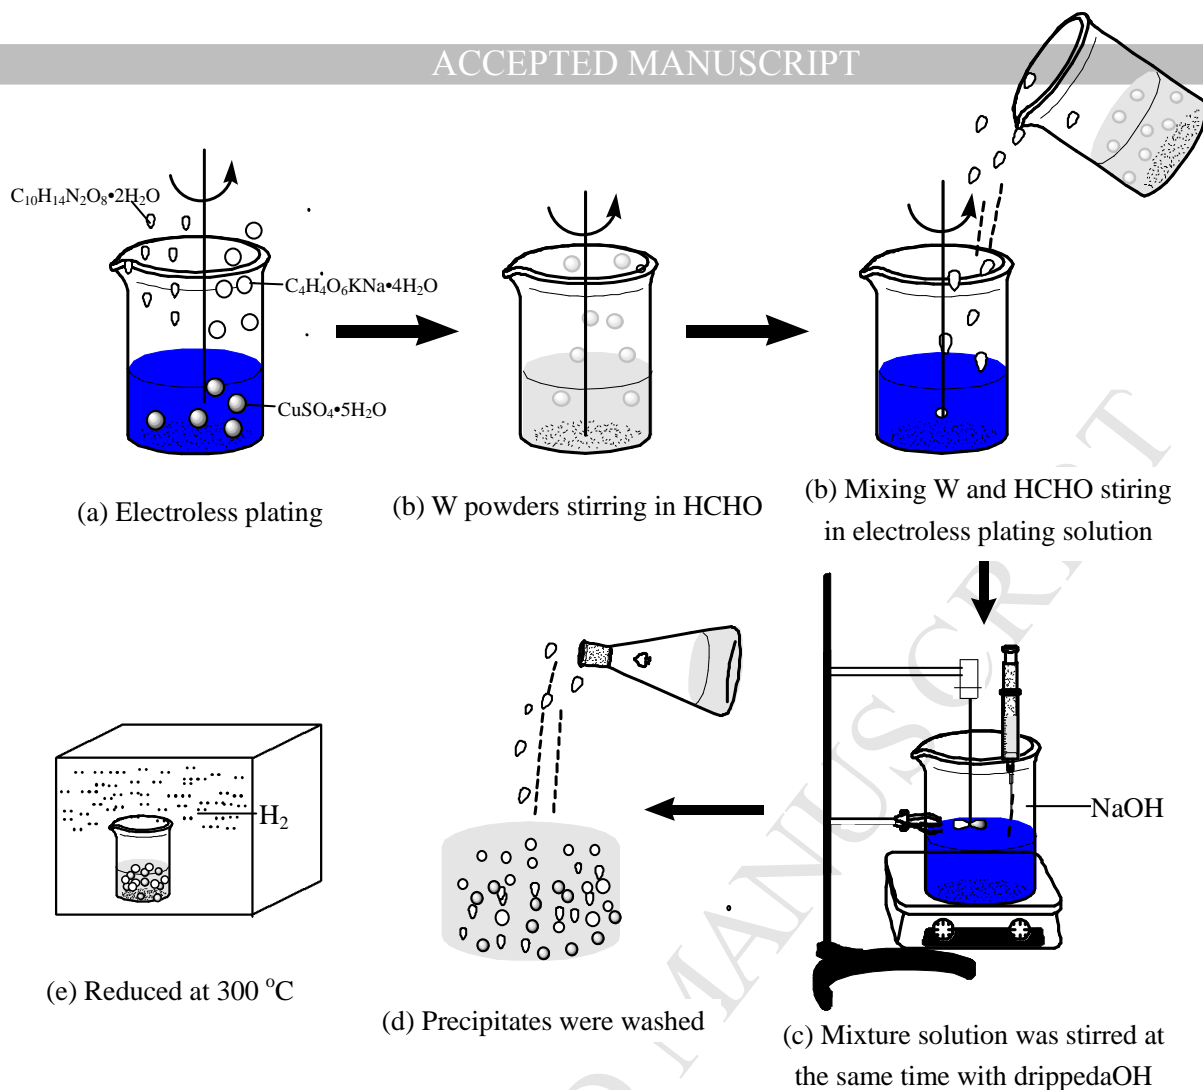 ACCEPTED MANUSCRIPT
C₁₀H₁₄N₂O₈•2H₂O
C₄H₄O₆KNa•4H₂O
CuSO₄•5H₂O
(a) Electroless plating
(b) W powders stirring in HCHO
(b) Mixing W and HCHO stiring
in electroless plating solution
NaOH
H₂
(e) Reduced at 300 °C
(d) Precipitates were washed
(c) Mixture solution was stirred at
the same time with drippedaOH
MANUSCRIPT